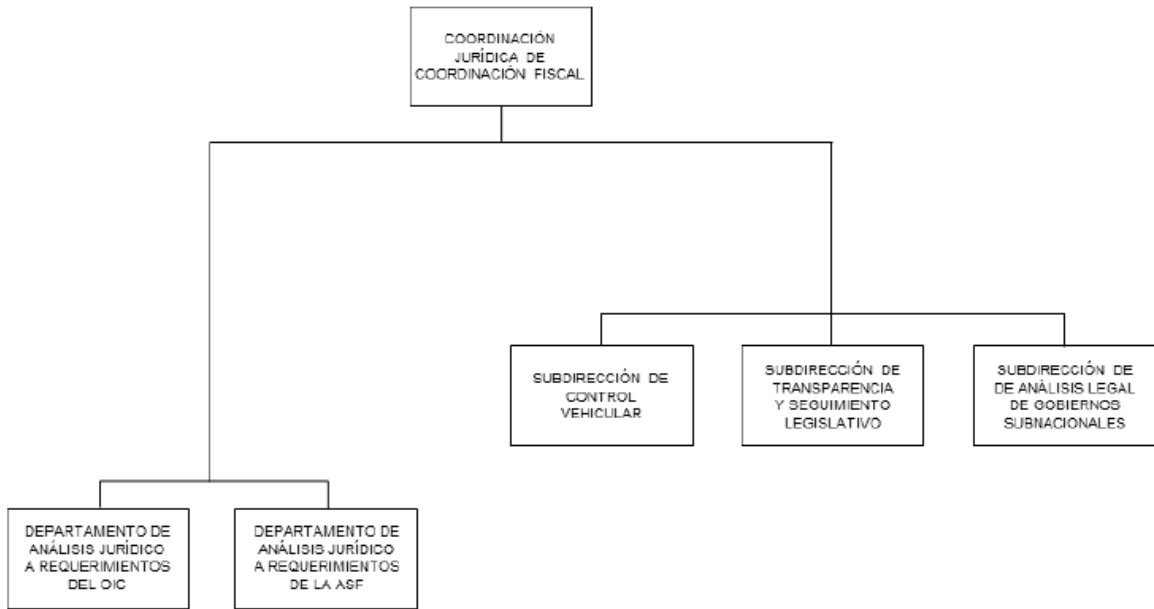 COORDINACIÓN
JURÍDICA DE
COORDINACIÓN FISCAL
SUBDIRECCIÓN DE
CONTROL
VEHICULAR
SUBDIRECCIÓN DE
TRANSPARENCIA
Y SEGUIMIENTO
LEGISLATIVO
SUBDIRECCIÓN DE
DE ANÁLISIS LEGAL
DE GOBIERNOS
SUBNACIONALES
DEPARTAMENTO DE
ANÁLISIS JURÍDICO
A REQUERIMIENTOS
DEL OIC
DEPARTAMENTO DE
ANÁLISIS JURÍDICO
A REQUERIMIENTOS
DE LA ASF